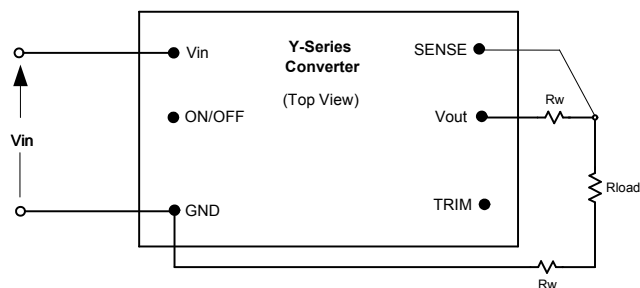 Y-Series
Converter
(Top View)
Vin
SENSE
ON/OFF
Vout
Rw
Vin
Rload
GND
TRIM
Rw